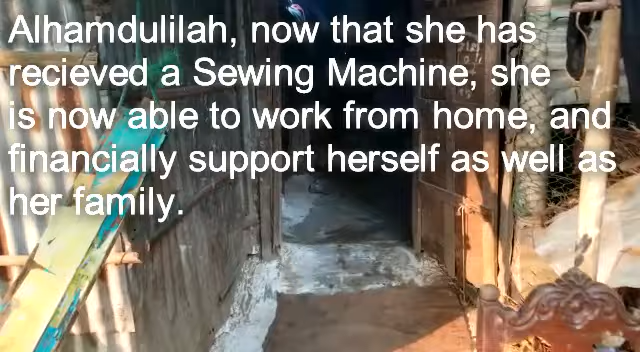 Alhamdulilah, now that she has
recieved a Sewing Machine, she
is now able to work from home, and
financially support herself as well as
her family.